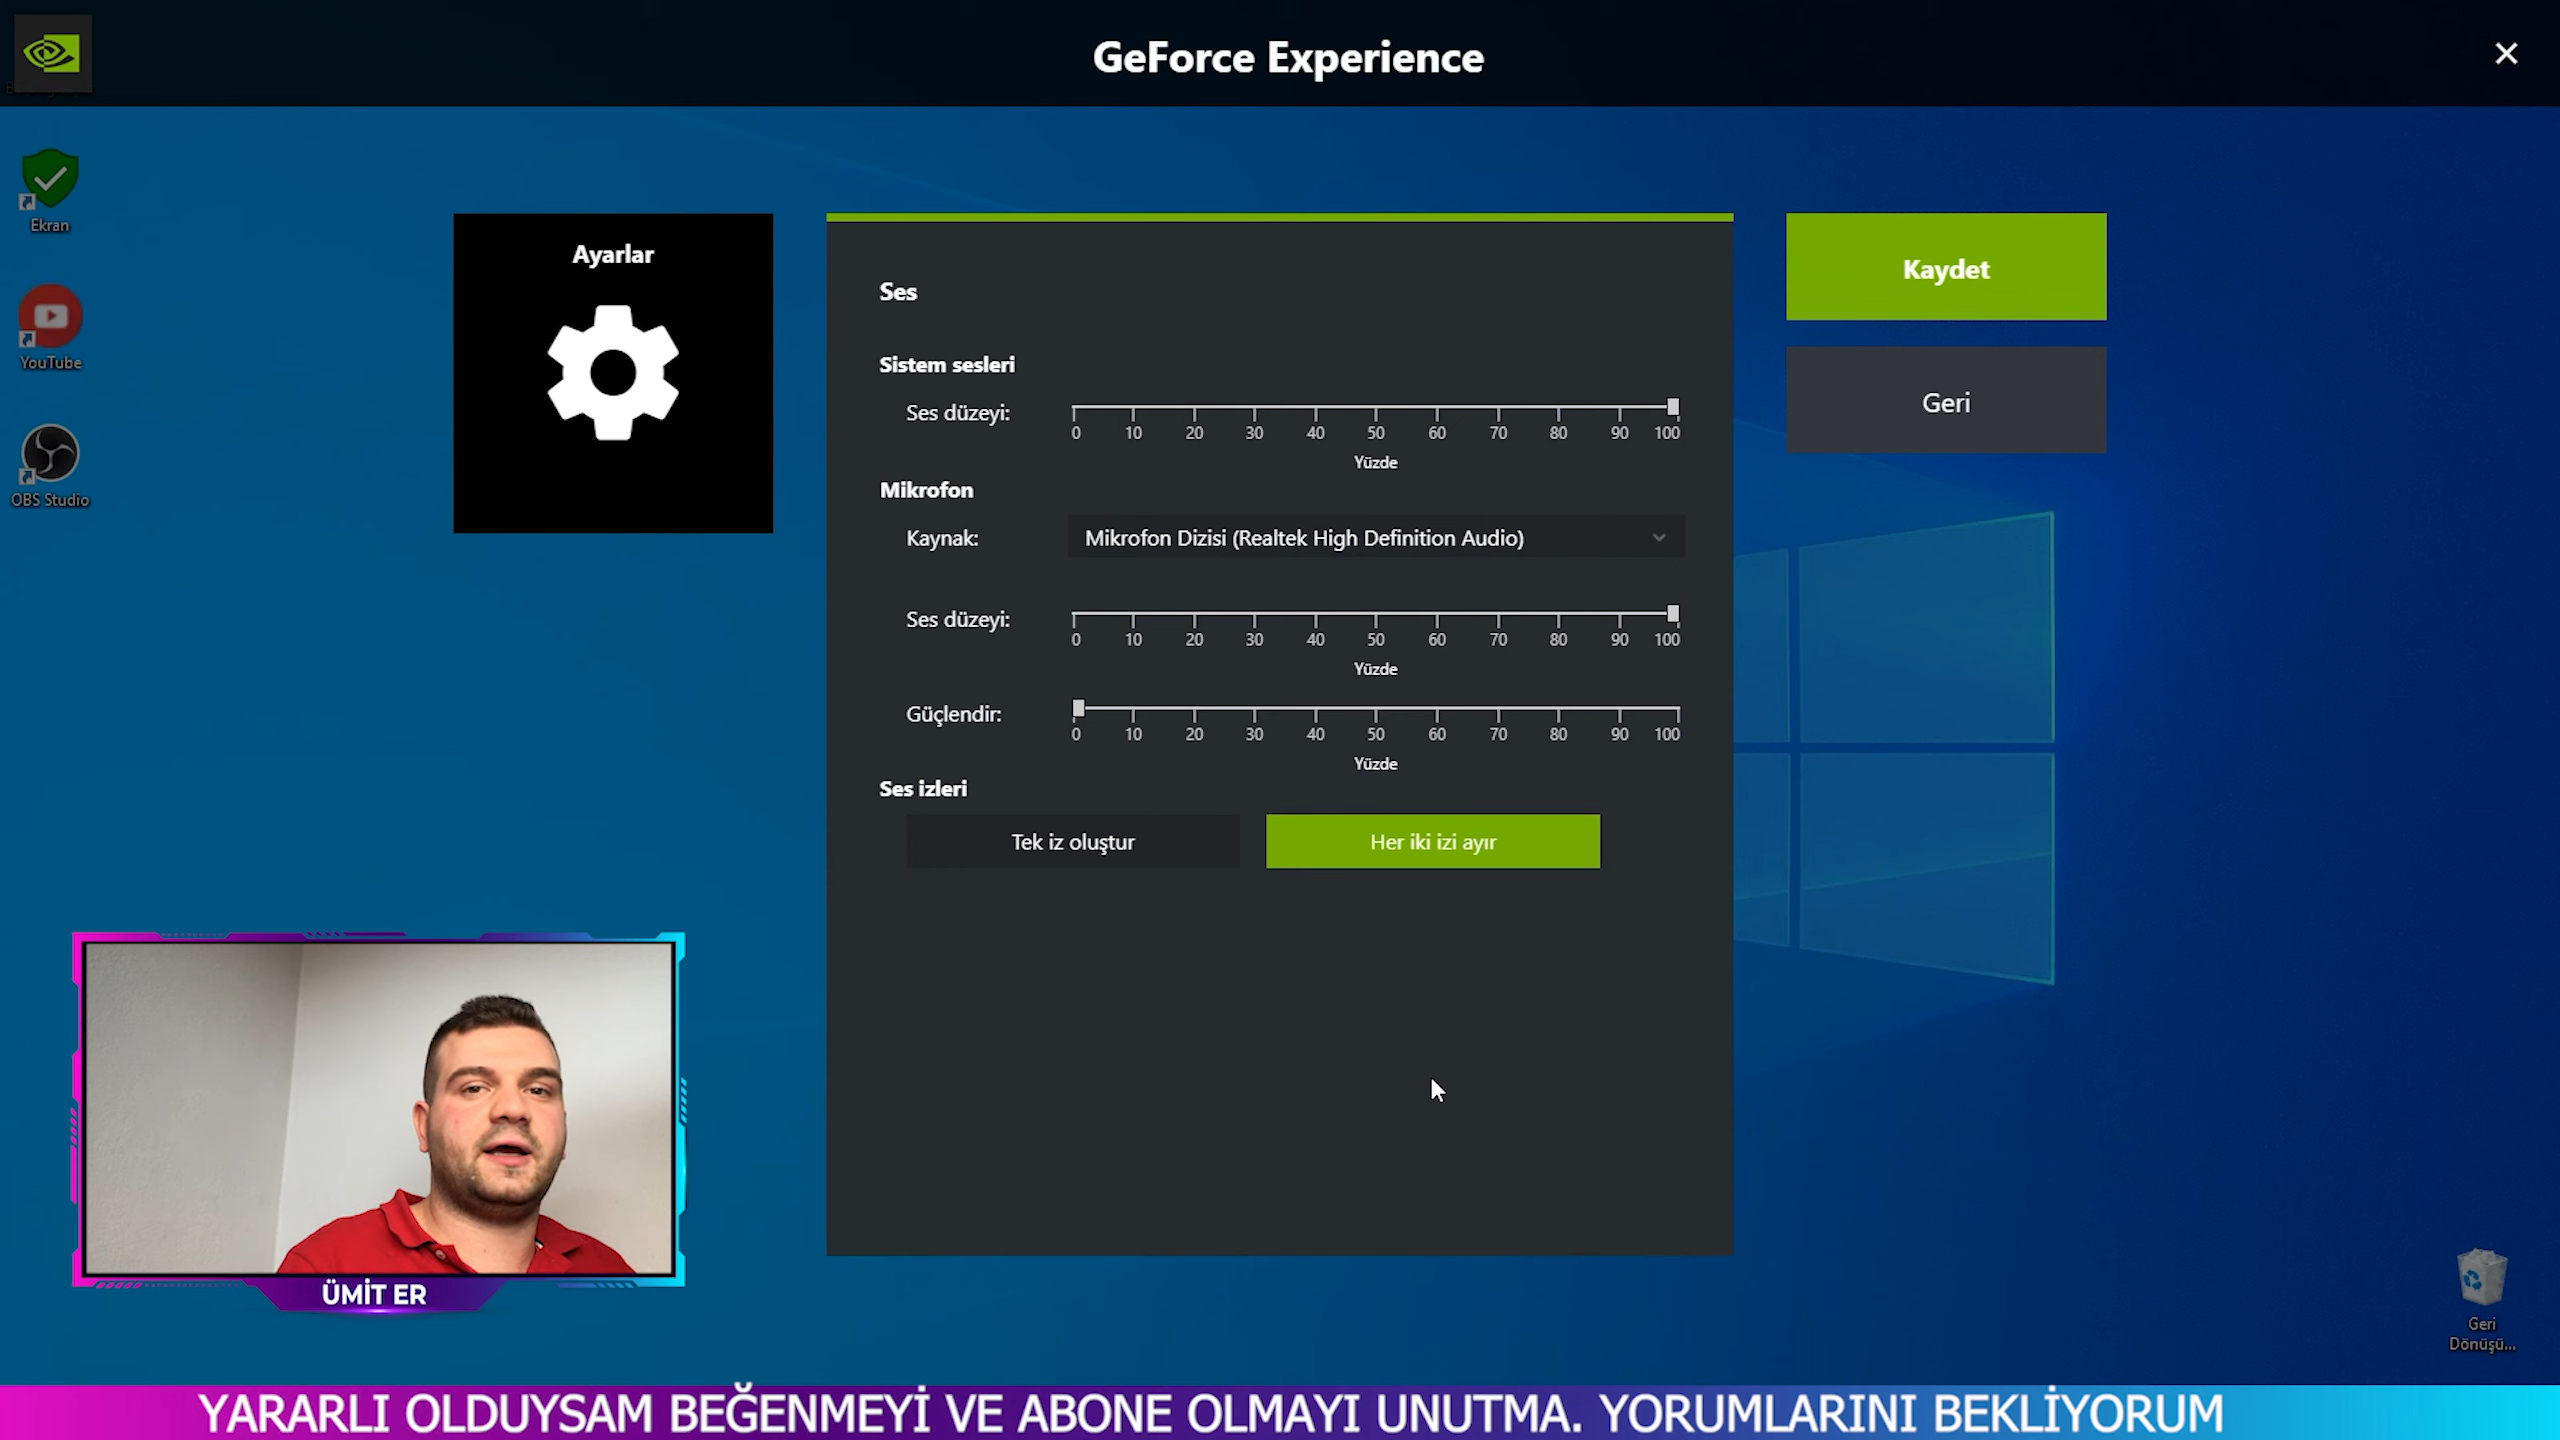 GeForce Experience
Ekran
YouTube
OBS Studio
Ayarlar
Ses
Sistem sesleri
Ses düzeyi:
0 10 20 30 40 50 60 70 80 90 100
Yüzde
Mikrofon
Kaynak:
Mikrofon Dizisi (Realtek High Definition Audio)
Ses düzeyi:
0 10 20 30 40 50 60 70 80 90 100
Yüzde
Güçlendir:
0 10 20 30 40 50 60 70 80 90 100
Yüzde
Ses izleri
Tek iz oluştur
Her iki izi ayır
Kaydet
Geri
ÜMİT ER
Geri
Dönüşü...
YARARLI OLDUYSAM BEĞENMEYİ VE ABONE OLMAYI UNUTMA. YORUMLARINI BEKLİYORUM